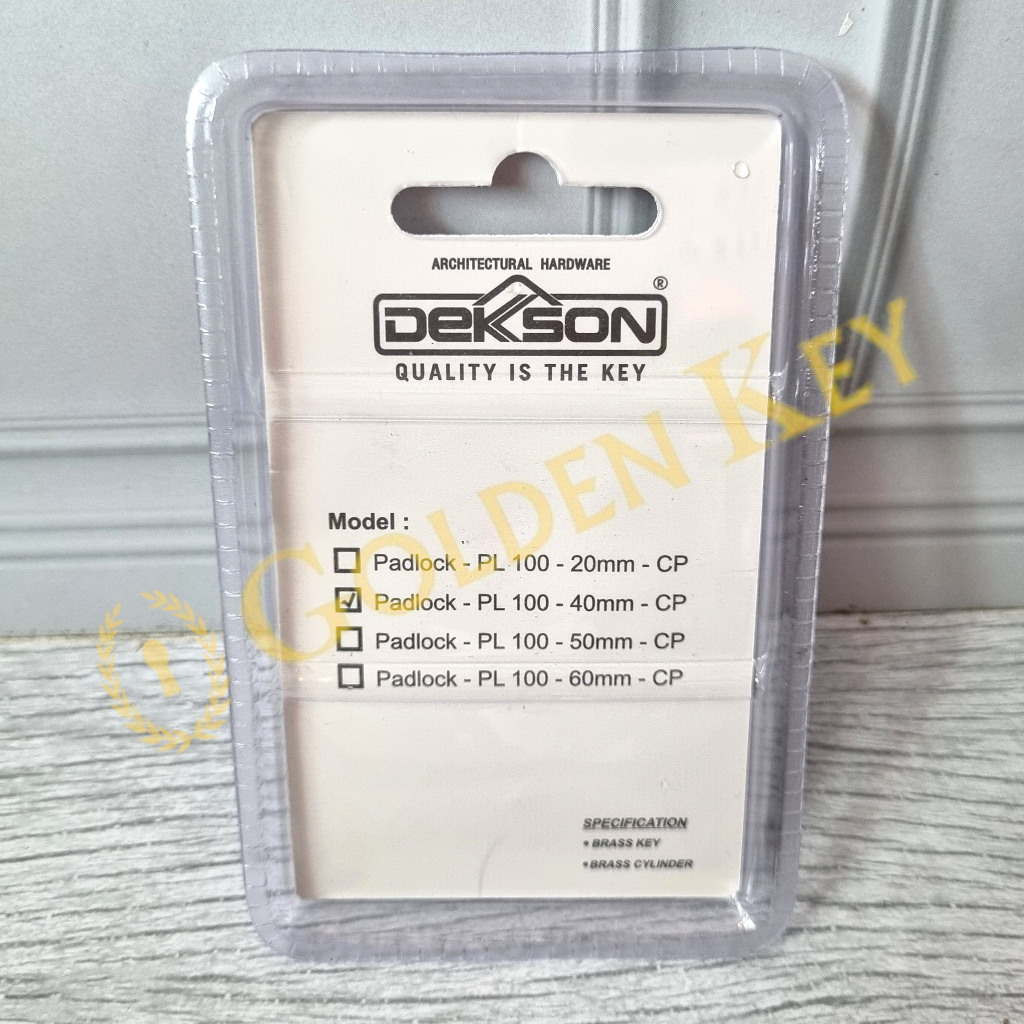 ARCHITECTURAL HARDWARE
DEKSON®
QUALITY IS THE KEY
GOLDEN KEY
Model :
☐ Padlock - PL 100 - 20mm - CP
☑ Padlock - PL 100 - 40mm - CP
☐ Padlock - PL 100 - 50mm - CP
☐ Padlock - PL 100 - 60mm - CP
SPECIFICATION
• BRASS KEY
• BRASS CYLINDER